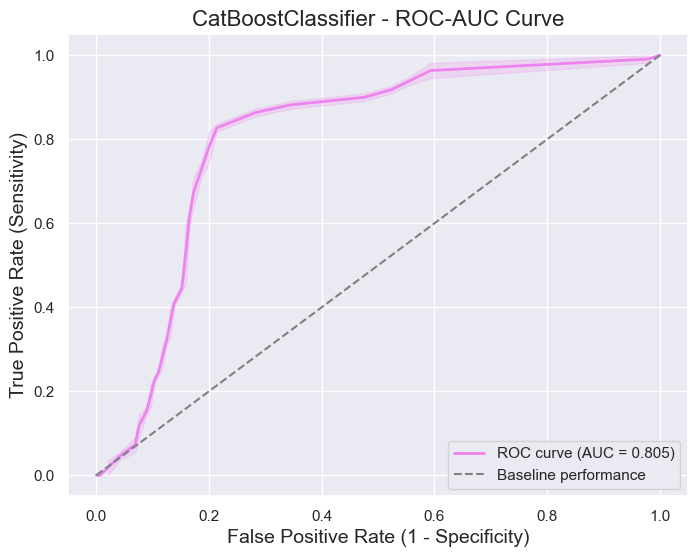 CatBoostClassifier - ROC-AUC Curve
True Positive Rate (Sensitivity)
1.0
0.8
0.6
0.4
0.2
0.0
ROC curve (AUC = 0.805)
Baseline performance
0.0 0.2 0.4 0.6 0.8 1.0
False Positive Rate (1 - Specificity)